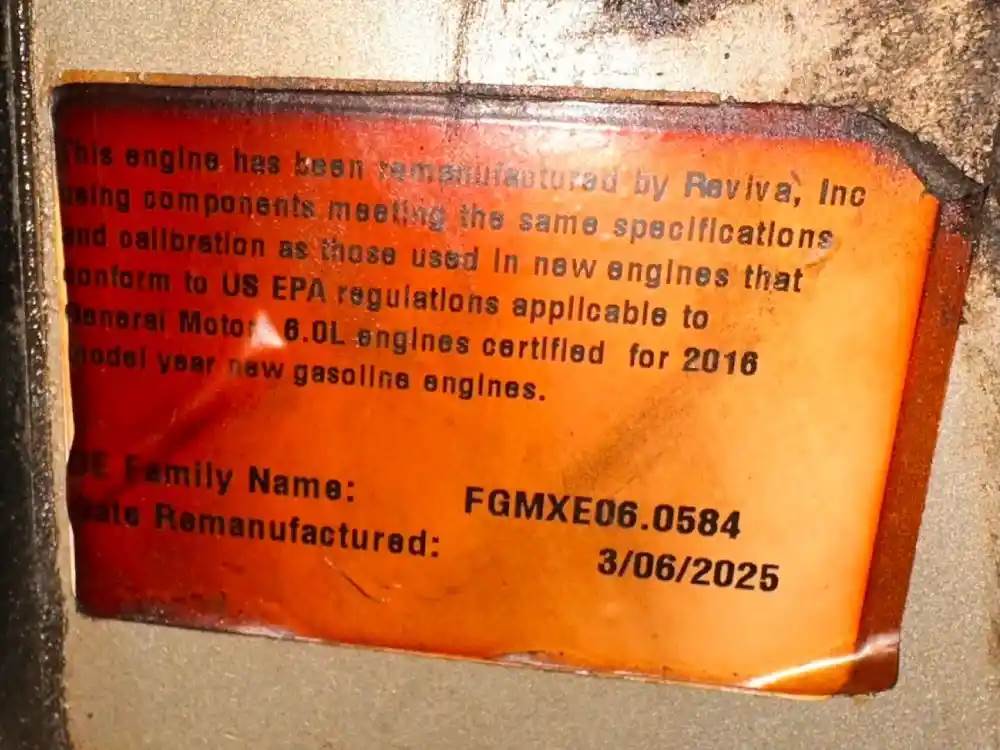 This engine has been remanufactured by Reviva, Inc
using components meeting the same specifications
and calibration as those used in new engines that
conform to US EPA regulations applicable to
General Motors 6.0L engines certified for 2016
model year new gasoline engines.
Family Name: FGMXE06.0584
Date Remanufactured: 3/06/2025